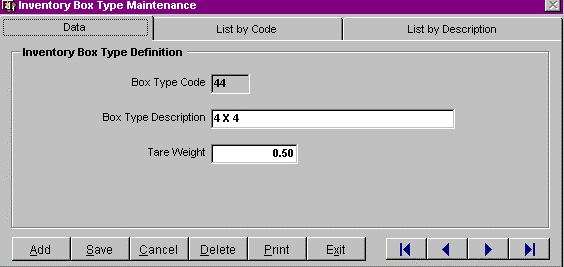 Inventory Box Type Maintenance
Data List by Code List by Description
Inventory Box Type Definition
Box Type Code 44
Box Type Description 4 X 4
Tare Weight 0.50
Add Save Cancel Delete Print Exit